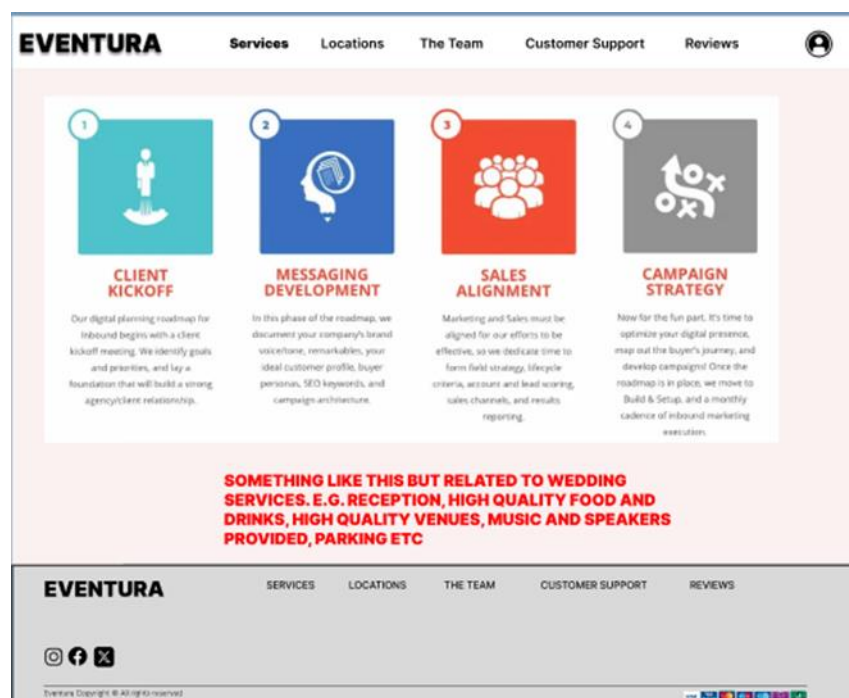 EVENTURA Services Locations The Team Customer Support Reviews
1 2 3 4
CLIENT
KICKOFF
Our digital planning roadmap for
Inbound begins with a client
kickoff meeting. We identify goals
and priorities, and lay a
foundation that will build a strong
agency/client relationship.
MESSAGING
DEVELOPMENT
In this phase of the roadmap, we
document your company's brand
voice/tone, remarkables, your
ideal customer profile, buyer
personas, SEO keywords, and
campaign architecture.
SALES
ALIGNMENT
Marketing and Sales must be
aligned for our efforts to be
effective, so we dedicate time to
form field strategy, lifecycle
criteria, account and lead scoring,
sales channels, and results
reporting.
CAMPAIGN
STRATEGY
Now for the fun part. It's time to
optimize your digital presence,
map out the buyer's journey, and
develop campaigns! Once the
roadmap is in place, we move to
Build & Setup, and a monthly
cadence of inbound marketing
execution.
SOMETHING LIKE THIS BUT RELATED TO WEDDING
SERVICES. E.G. RECEPTION, HIGH QUALITY FOOD AND
DRINKS, HIGH QUALITY VENUES, MUSIC AND SPEAKERS
PROVIDED, PARKING ETC
EVENTURA SERVICES LOCATIONS THE TEAM CUSTOMER SUPPORT REVIEWS
Eventura Copyright © All rights reserved